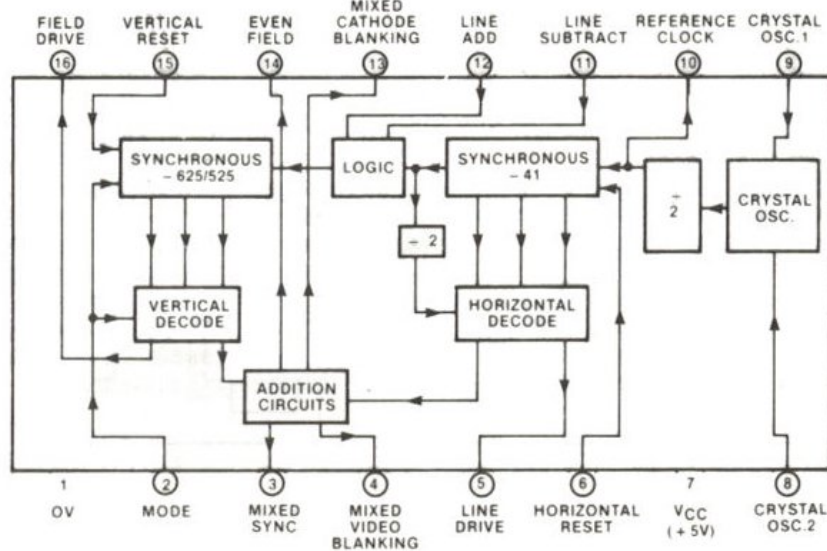 FIELD DRIVE
VERTICAL RESET
EVEN FIELD
MIXED CATHODE BLANKING
LINE ADD
LINE SUBTRACT
REFERENCE CLOCK
CRYSTAL OSC.1
16
15
14
13
12
11
10
9
SYNCHRONOUS
- 625/525
LOGIC
SYNCHRONOUS
- 41
÷
2
CRYSTAL
OSC.
÷ 2
VERTICAL
DECODE
HORIZONTAL
DECODE
ADDITION
CIRCUITS
1
2
3
4
5
6
7
8
OV
MODE
MIXED SYNC
MIXED VIDEO BLANKING
LINE DRIVE
HORIZONTAL RESET
VCC (+5V)
CRYSTAL OSC.2